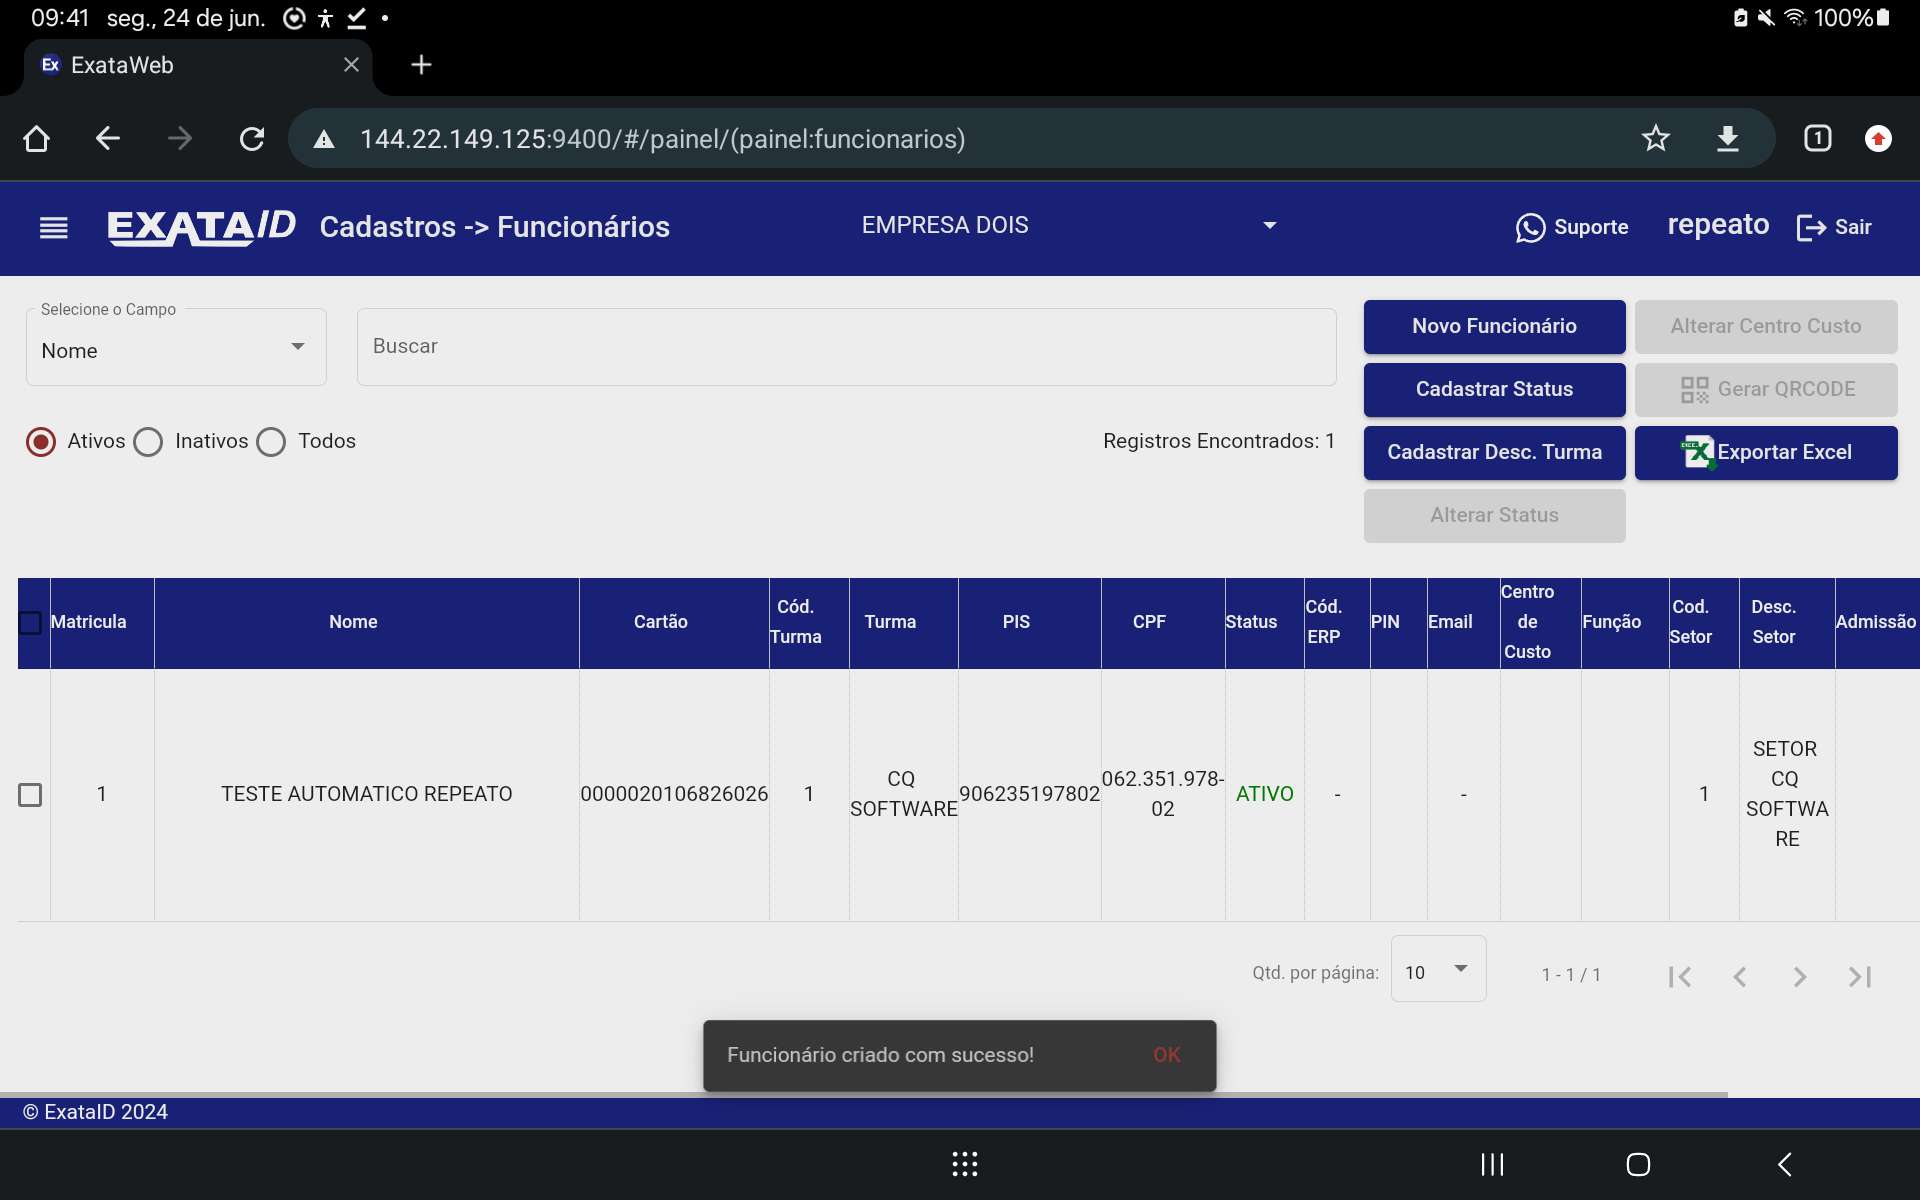 09:41 seg., 24 de jun. 100%
Ex ExataWeb
144.22.149.125:9400/#/painel/(painel:funcionarios) 1
EXATAID Cadastros -> Funcionários EMPRESA DOIS Suporte repeato Sair
Selecione o Campo
Nome
Buscar
Novo Funcionário Alterar Centro Custo
Cadastrar Status Gerar QRCODE
Ativos Inativos Todos Registros Encontrados: 1
Cadastrar Desc. Turma Exportar Excel
Alterar Status
Matricula Nome Cartão Cód. Turma Turma PIS CPF Status Cód. ERP PIN Email Centro de Custo Função Cod. Setor Desc. Setor Admissão
1 TESTE AUTOMATICO REPEATO 0000020106826026 1 CQ SOFTWARE 906235197802 062.351.978-02 ATIVO - - 1 SETOR CQ SOFTWARE
Qtd. por página: 10 1 - 1 / 1
Funcionário criado com sucesso! OK
© ExataID 2024